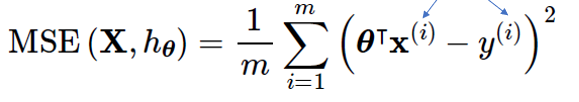 MSE (𝐗, h_𝛉) = 1/m ∑_{i=1}^{m} (𝛉⊺𝐱^(i) − y^(i))^2